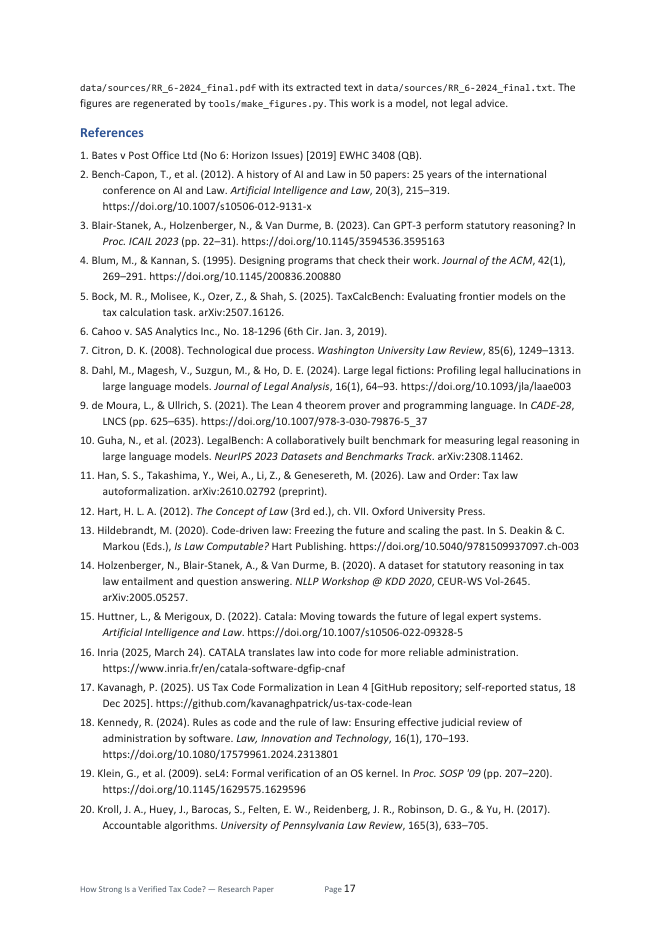 data/sources/RR_6-2024_final.pdf with its extracted text in data/sources/RR_6-2024_final.txt. The
figures are regenerated by tools/make_figures.py. This work is a model, not legal advice.
References
1. Bates v Post Office Ltd (No 6: Horizon Issues) [2019] EWHC 3408 (QB).
2. Bench-Capon, T., et al. (2012). A history of AI and Law in 50 papers: 25 years of the international
conference on AI and Law. Artificial Intelligence and Law, 20(3), 215–319.
https://doi.org/10.1007/s10506-012-9131-x
3. Blair-Stanek, A., Holzenberger, N., & Van Durme, B. (2023). Can GPT-3 perform statutory reasoning? In
Proc. ICAIL 2023 (pp. 22–31). https://doi.org/10.1145/3594536.3595163
4. Blum, M., & Kannan, S. (1995). Designing programs that check their work. Journal of the ACM, 42(1),
269–291. https://doi.org/10.1145/200836.200880
5. Bock, M. R., Molisee, K., Ozer, Z., & Shah, S. (2025). TaxCalcBench: Evaluating frontier models on the
tax calculation task. arXiv:2507.16126.
6. Cahoo v. SAS Analytics Inc., No. 18-1296 (6th Cir. Jan. 3, 2019).
7. Citron, D. K. (2008). Technological due process. Washington University Law Review, 85(6), 1249–1313.
8. Dahl, M., Magesh, V., Suzgun, M., & Ho, D. E. (2024). Large legal fictions: Profiling legal hallucinations in
large language models. Journal of Legal Analysis, 16(1), 64–93. https://doi.org/10.1093/jla/laae003
9. de Moura, L., & Ullrich, S. (2021). The Lean 4 theorem prover and programming language. In CADE-28,
LNCS (pp. 625–635). https://doi.org/10.1007/978-3-030-79876-5_37
10. Guha, N., et al. (2023). LegalBench: A collaboratively built benchmark for measuring legal reasoning in
large language models. NeurIPS 2023 Datasets and Benchmarks Track. arXiv:2308.11462.
11. Han, S. S., Takashima, Y., Wei, A., Li, Z., & Genesereth, M. (2026). Law and Order: Tax law
autoformalization. arXiv:2610.02792 (preprint).
12. Hart, H. L. A. (2012). The Concept of Law (3rd ed.), ch. VII. Oxford University Press.
13. Hildebrandt, M. (2020). Code-driven law: Freezing the future and scaling the past. In S. Deakin & C.
Markou (Eds.), Is Law Computable? Hart Publishing. https://doi.org/10.5040/9781509937097.ch-003
14. Holzenberger, N., Blair-Stanek, A., & Van Durme, B. (2020). A dataset for statutory reasoning in tax
law entailment and question answering. NLLP Workshop @ KDD 2020, CEUR-WS Vol-2645.
arXiv:2005.05257.
15. Huttner, L., & Merigoux, D. (2022). Catala: Moving towards the future of legal expert systems.
Artificial Intelligence and Law. https://doi.org/10.1007/s10506-022-09328-5
16. Inria (2025, March 24). CATALA translates law into code for more reliable administration.
https://www.inria.fr/en/catala-software-dgfip-cnaf
17. Kavanagh, P. (2025). US Tax Code Formalization in Lean 4 [GitHub repository; self-reported status, 18
Dec 2025]. https://github.com/kavanaghpatrick/us-tax-code-lean
18. Kennedy, R. (2024). Rules as code and the rule of law: Ensuring effective judicial review of
administration by software. Law, Innovation and Technology, 16(1), 170–193.
https://doi.org/10.1080/17579961.2024.2313801
19. Klein, G., et al. (2009). seL4: Formal verification of an OS kernel. In Proc. SOSP '09 (pp. 207–220).
https://doi.org/10.1145/1629575.1629596
20. Kroll, J. A., Huey, J., Barocas, S., Felten, E. W., Reidenberg, J. R., Robinson, D. G., & Yu, H. (2017).
Accountable algorithms. University of Pennsylvania Law Review, 165(3), 633–705.
How Strong Is a Verified Tax Code? — Research Paper Page 17